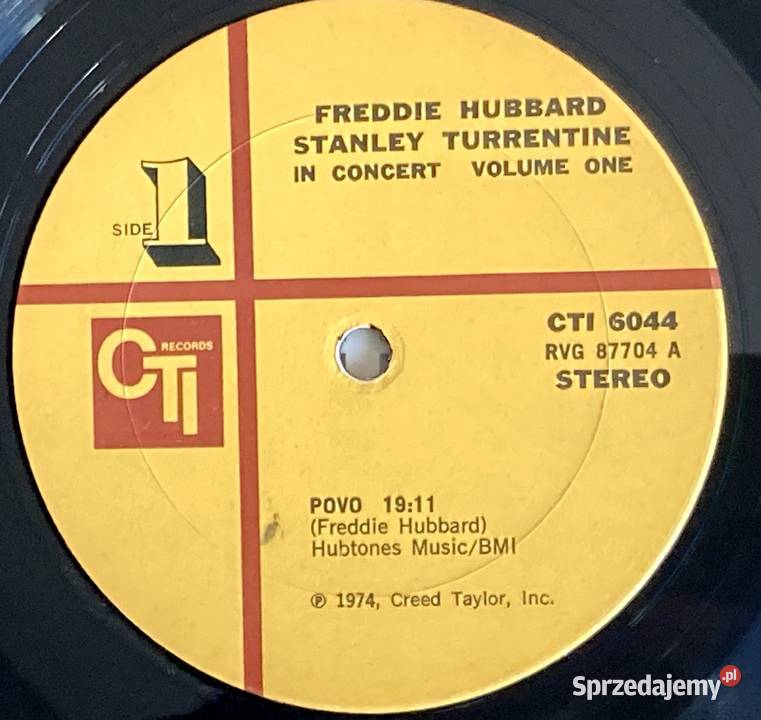 FREDDIE HUBBARD
STANLEY TURRENTINE
IN CONCERT VOLUME ONE
SIDE 1
CTI RECORDS
CTI 6044
RVG 87704 A
STEREO
POVO 19:11
(Freddie Hubbard)
Hubtones Music/BMI
℗ 1974, Creed Taylor, Inc.
Sprzedajemy.pl